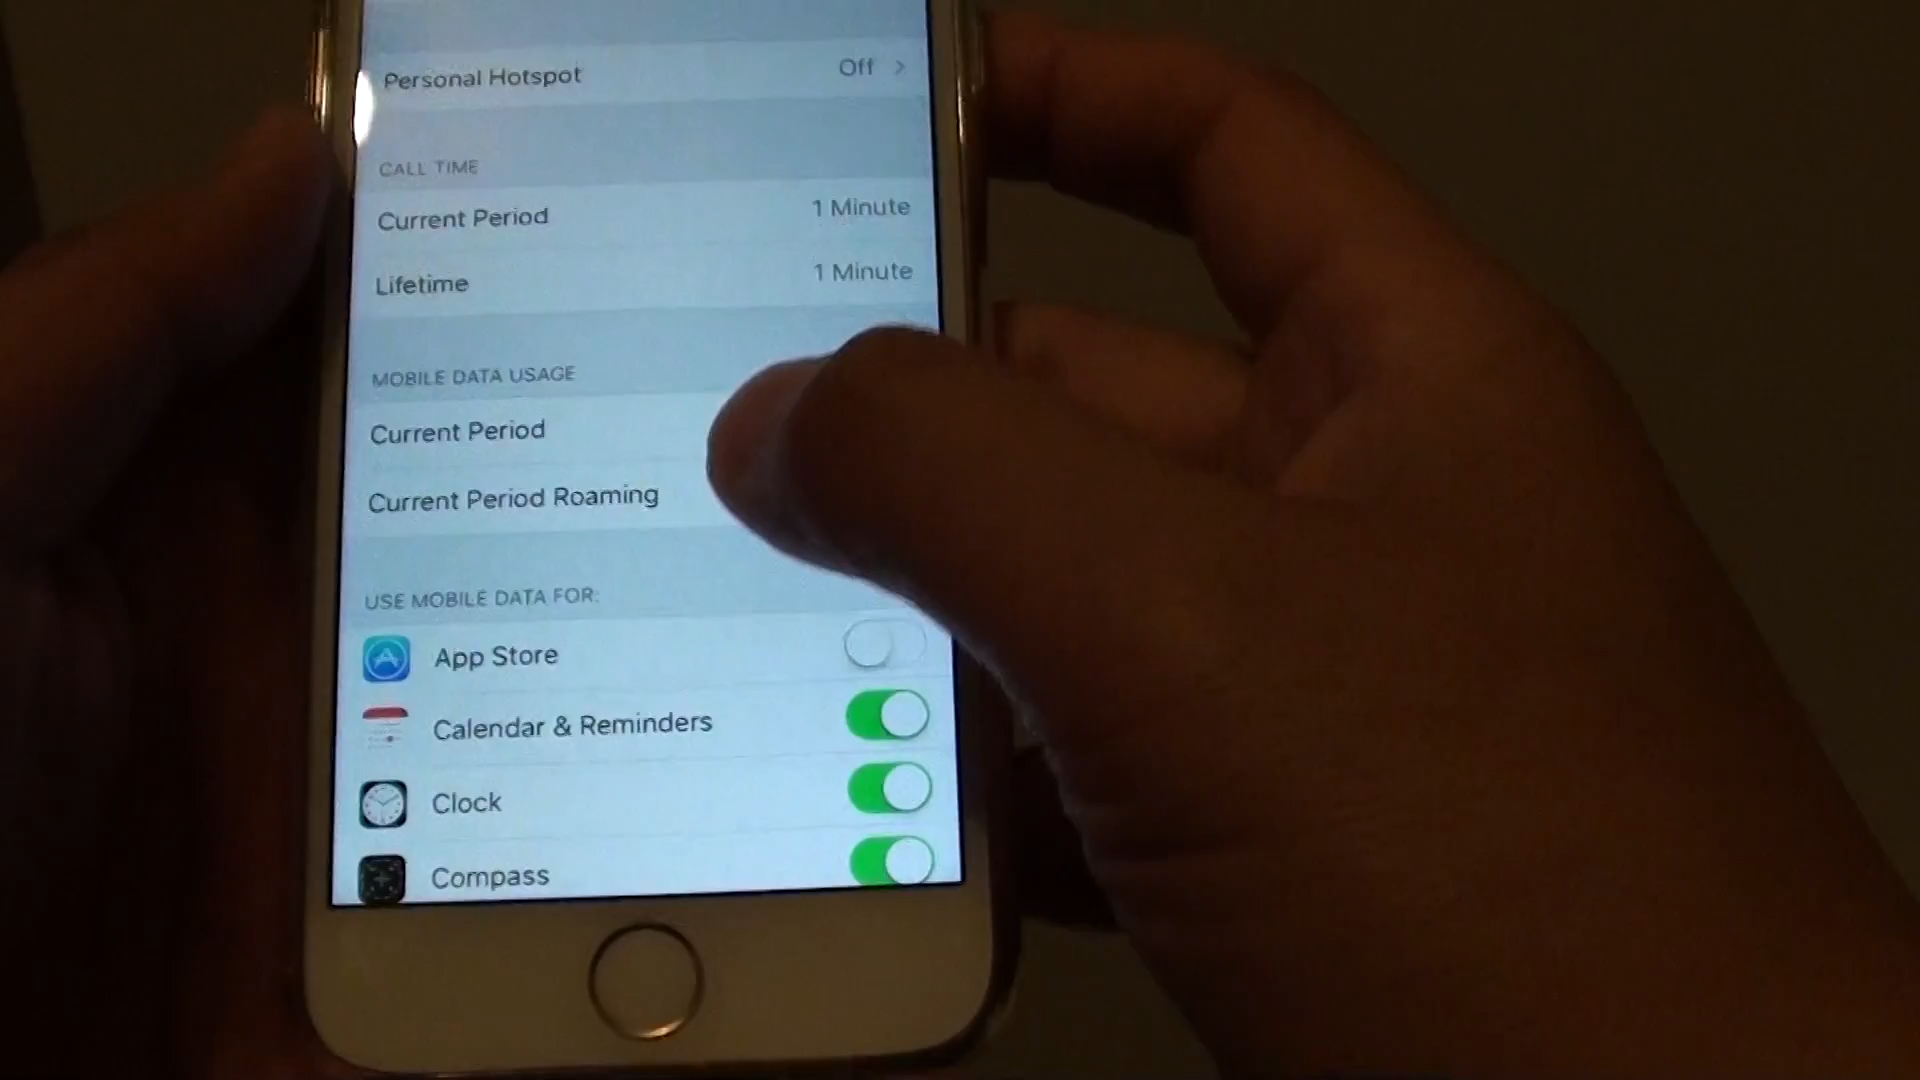 Personal Hotspot Off
CALL TIME
Current Period 1 Minute
Lifetime 1 Minute
MOBILE DATA USAGE
Current Period
Current Period Roaming
USE MOBILE DATA FOR:
App Store
Calendar & Reminders
Clock
Compass